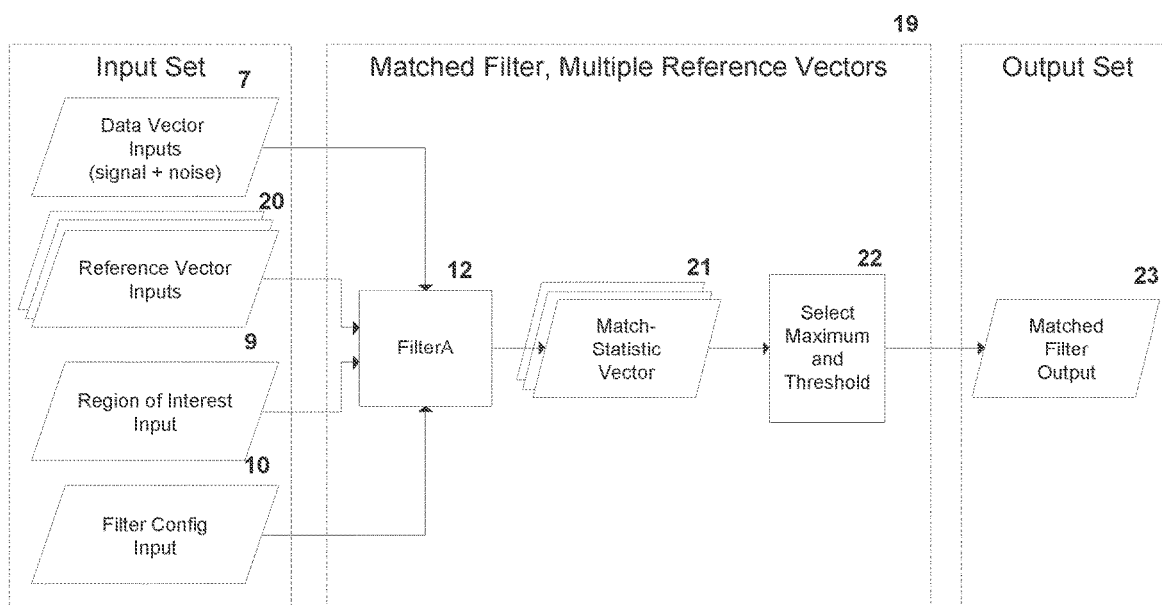 19
Input Set
Matched Filter, Multiple Reference Vectors
Output Set
7
Data Vector
Inputs
(signal + noise)
20
Reference Vector
Inputs
9
Region of Interest
Input
10
Filter Config
Input
12
FilterA
21
Match-
Statistic
Vector
22
Select
Maximum
and
Threshold
23
Matched
Filter
Output